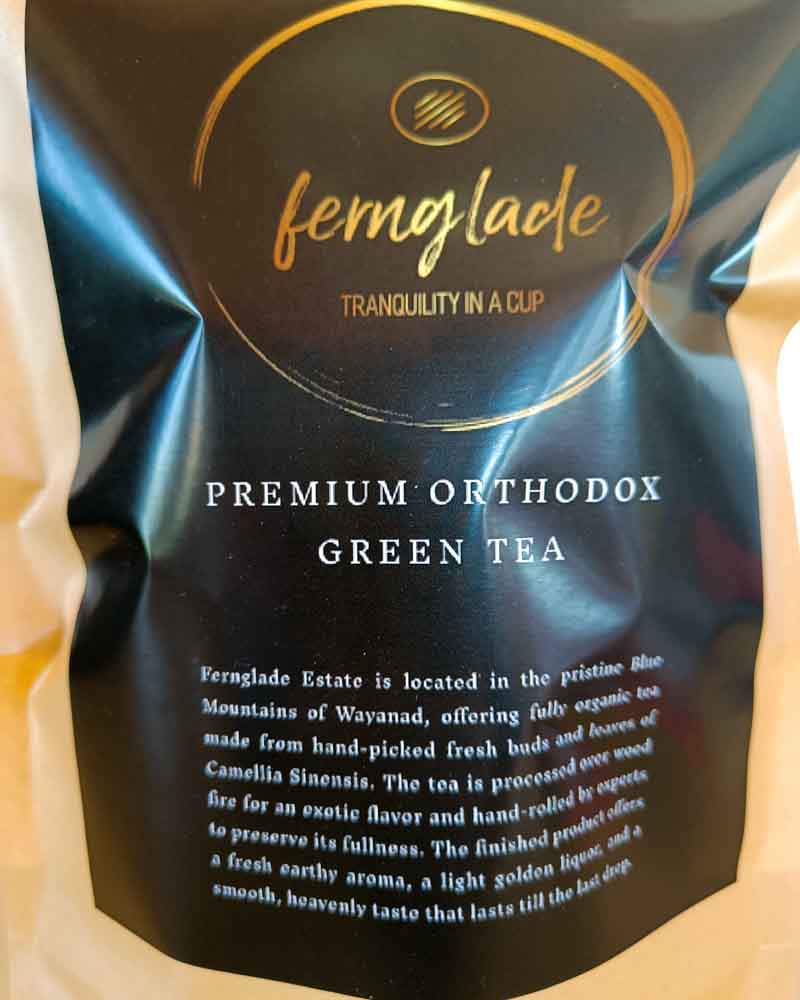 fernglade
TRANQUILITY IN A CUP
PREMIUM ORTHODOX
GREEN TEA
Fernglade Estate is located in the pristine Blue
Mountains of Wayanad, offering fully organic tea
made from hand-picked fresh buds and leaves of
Camellia Sinensis. The tea is processed over wood
fire for an exotic flavor and hand-rolled by experts
to preserve its fullness. The finished product offers
a fresh earthy aroma, a light golden liquor, and a
smooth, heavenly taste that lasts till the last drop.